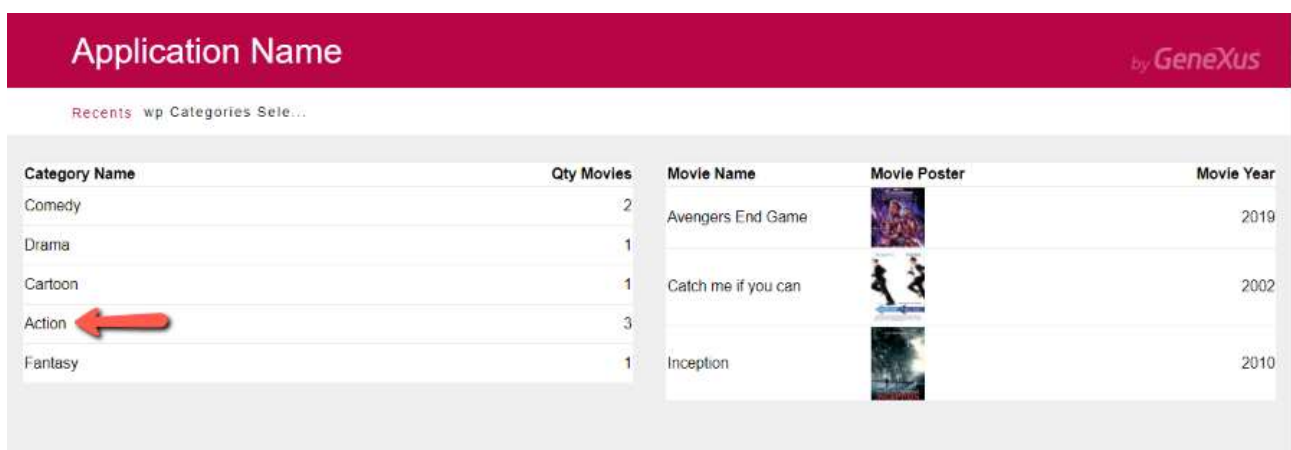 Application Name
by GeneXus
Recents wp Categories Sele...
Category Name Qty Movies
Comedy 2
Drama 1
Cartoon 1
Action 3
Fantasy 1
Movie Name Movie Poster Movie Year
Avengers End Game 2019
Catch me if you can 2002
Inception 2010